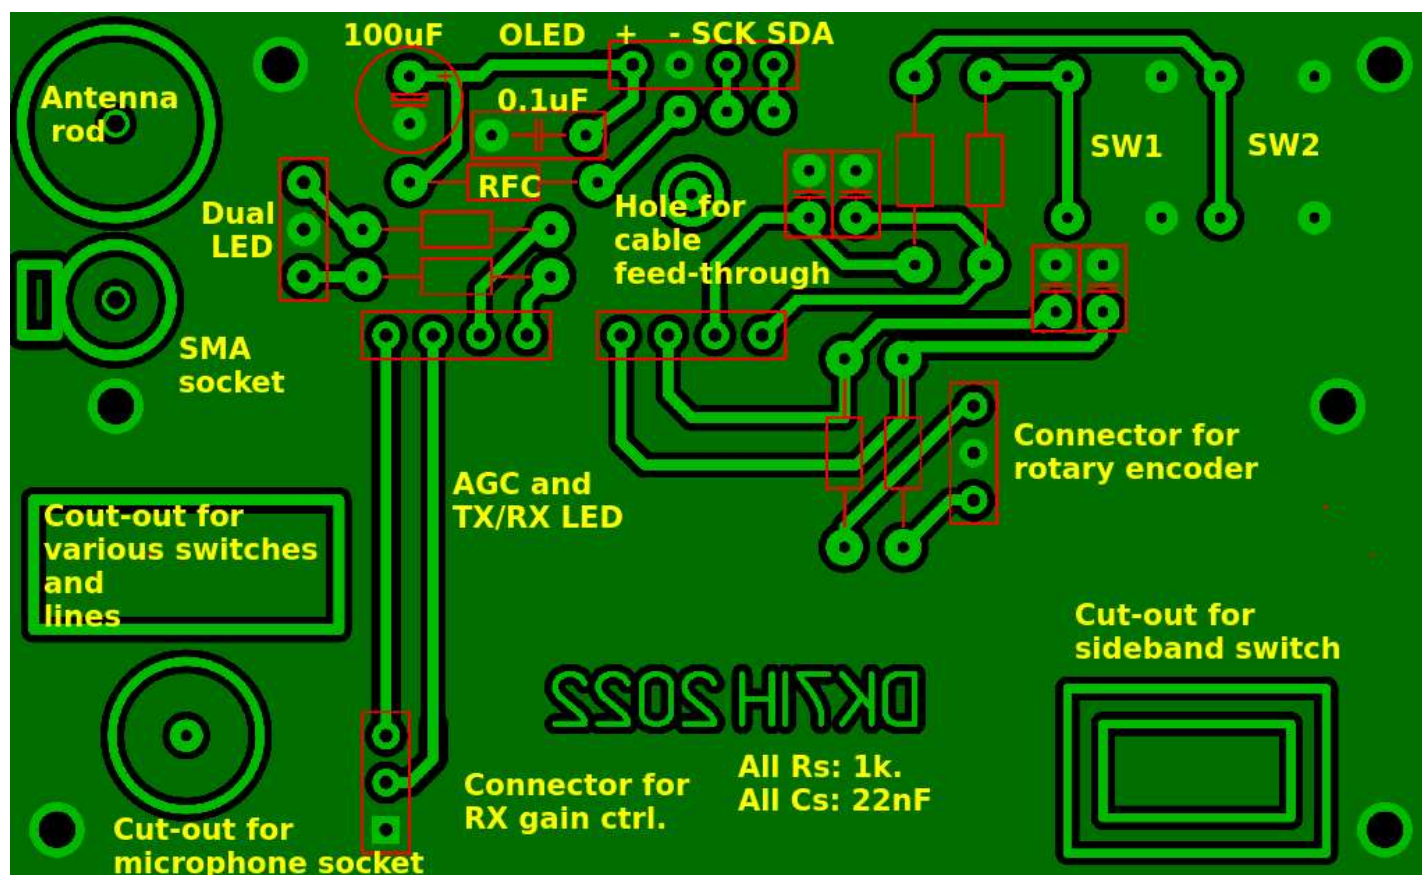 100uF
OLED + - SCK SDA
Antenna
rod
0.1uF
SW1
SW2
RFC
Dual
LED
Hole for
cable
feed-through
SMA
socket
Connector for
rotary encoder
AGC and
TX/RX LED
Cout-out for
various switches
and
lines
Cut-out for
sideband switch
DK7IH 2022
All Rs: 1k.
All Cs: 22nF
Connector for
RX gain ctrl.
Cut-out for
microphone socket